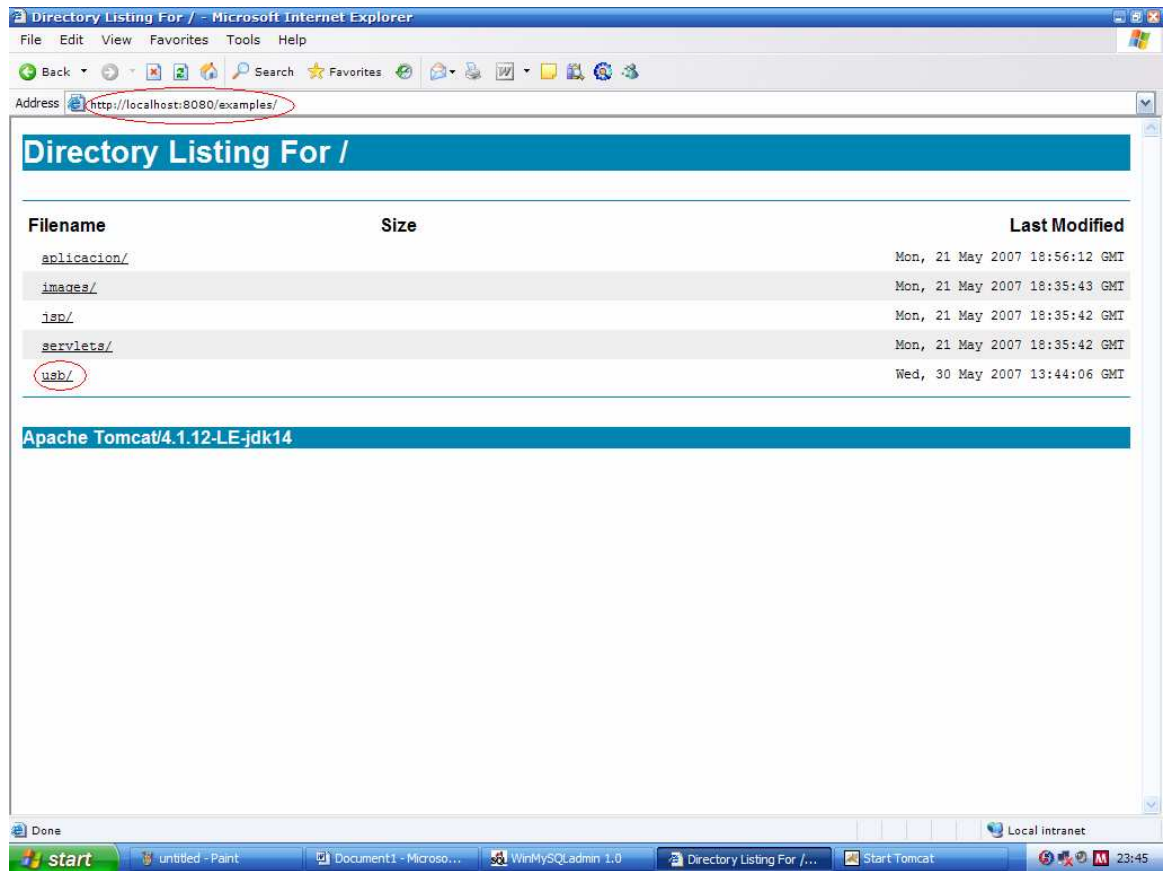 Directory Listing For / - Microsoft Internet Explorer
File Edit View Favorites Tools Help
Back Search Favorites
Address http://localhost:8080/examples/
Directory Listing For /
Filename Size Last Modified
aplicacion/ Mon, 21 May 2007 18:56:12 GMT
images/ Mon, 21 May 2007 18:35:43 GMT
jsp/ Mon, 21 May 2007 18:35:42 GMT
servlets/ Mon, 21 May 2007 18:35:42 GMT
usb/ Wed, 30 May 2007 13:44:06 GMT
Apache Tomcat/4.1.12-LE-jdk14
Done Local intranet
start untitled - Paint Document1 - Microso... WinMySQLadmin 1.0 Directory Listing For /... Start Tomcat 23:45